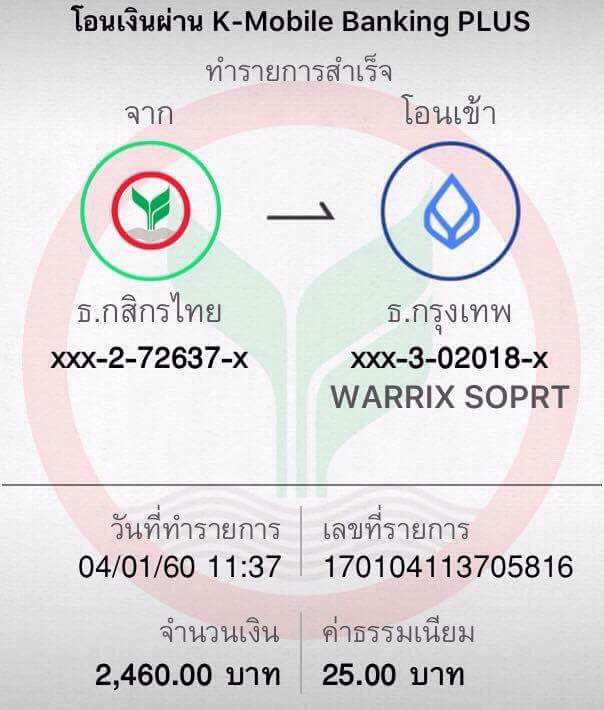 โอนเงินผ่าน K-Mobile Banking PLUS
ทำรายการสำเร็จ
จาก
โอนเข้า
ธ.กสิกรไทย
ธ.กรุงเทพ
xxx-2-72637-x
xxx-3-02018-x
WARRIX SOPRT
วันที่ทำรายการ
เลขที่รายการ
04/01/60 11:37
170104113705816
จำนวนเงิน
ค่าธรรมเนียม
2,460.00 บาท
25.00 บาท